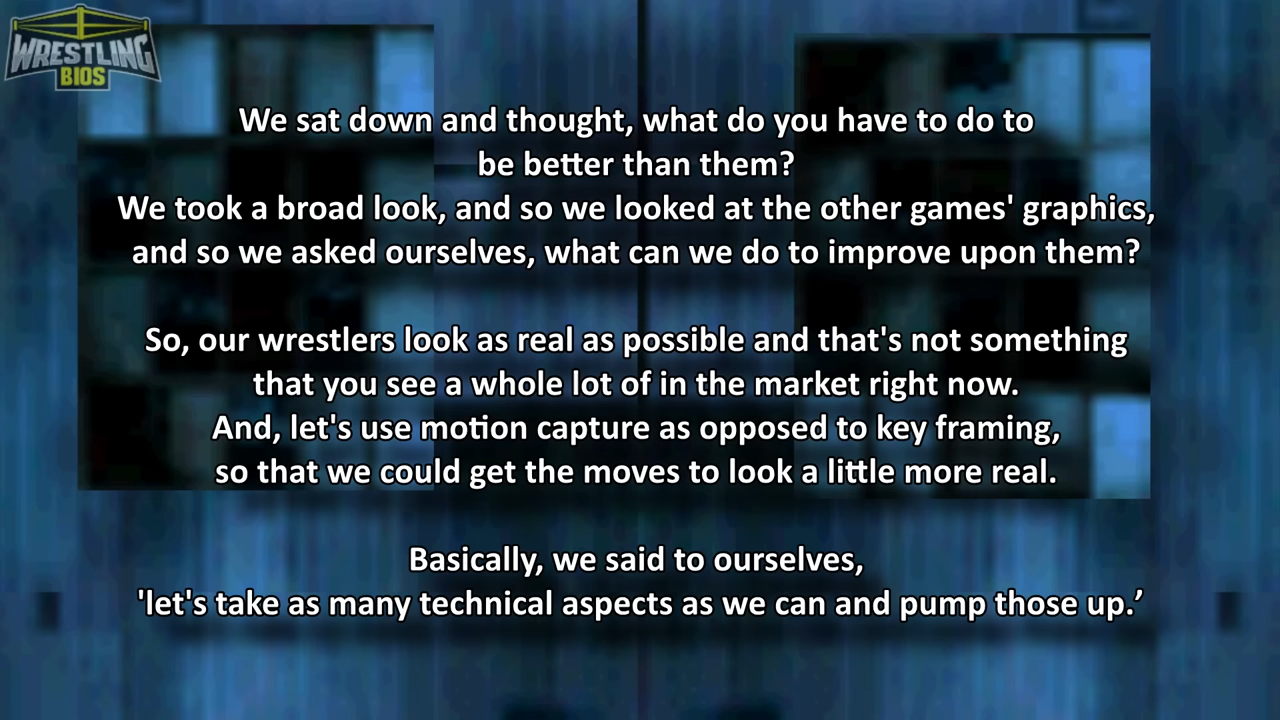 WRESTLING
BIOS
We sat down and thought, what do you have to do to
be better than them?
We took a broad look, and so we looked at the other games' graphics,
and so we asked ourselves, what can we do to improve upon them?
So, our wrestlers look as real as possible and that's not something
that you see a whole lot of in the market right now.
And, let's use motion capture as opposed to key framing,
so that we could get the moves to look a little more real.
Basically, we said to ourselves,
'let's take as many technical aspects as we can and pump those up.’